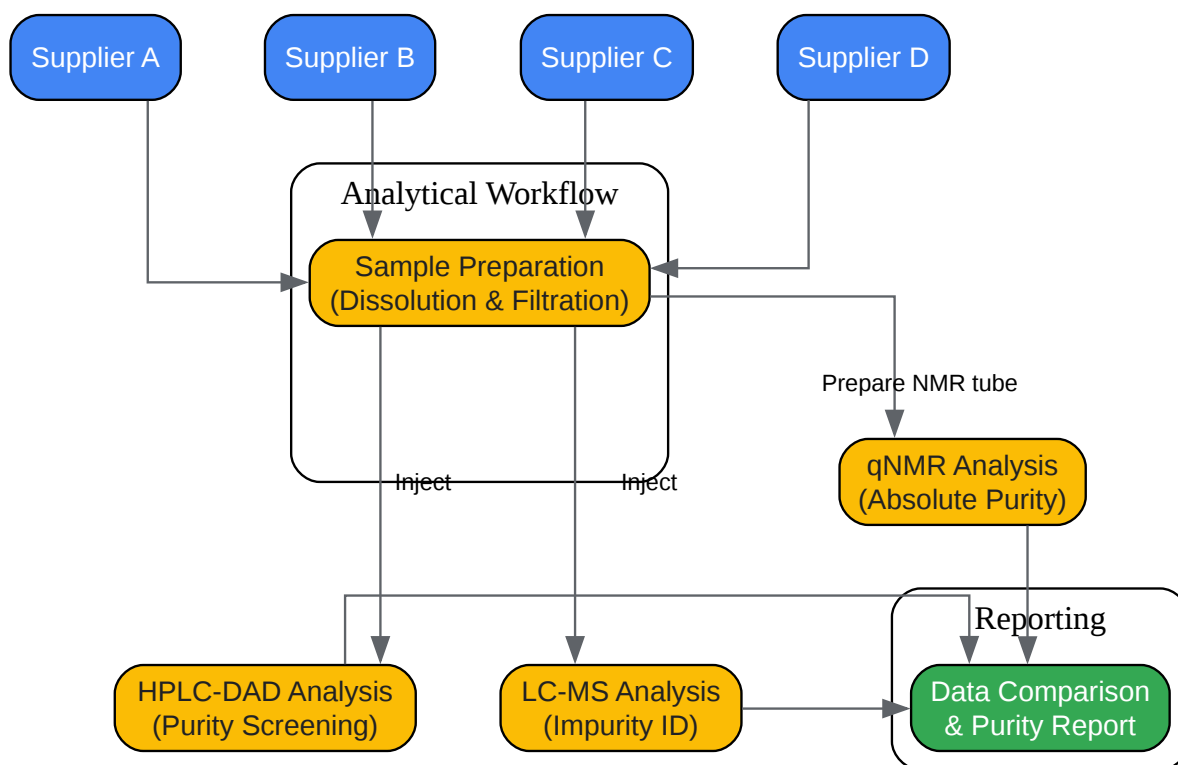 Supplier A
Supplier B
Supplier C
Supplier D
Analytical Workflow
Sample Preparation
(Dissolution & Filtration)
Prepare NMR tube
qNMR Analysis
(Absolute Purity)
Inject
Inject
Reporting
HPLC-DAD Analysis
(Purity Screening)
LC-MS Analysis
(Impurity ID)
Data Comparison
& Purity Report